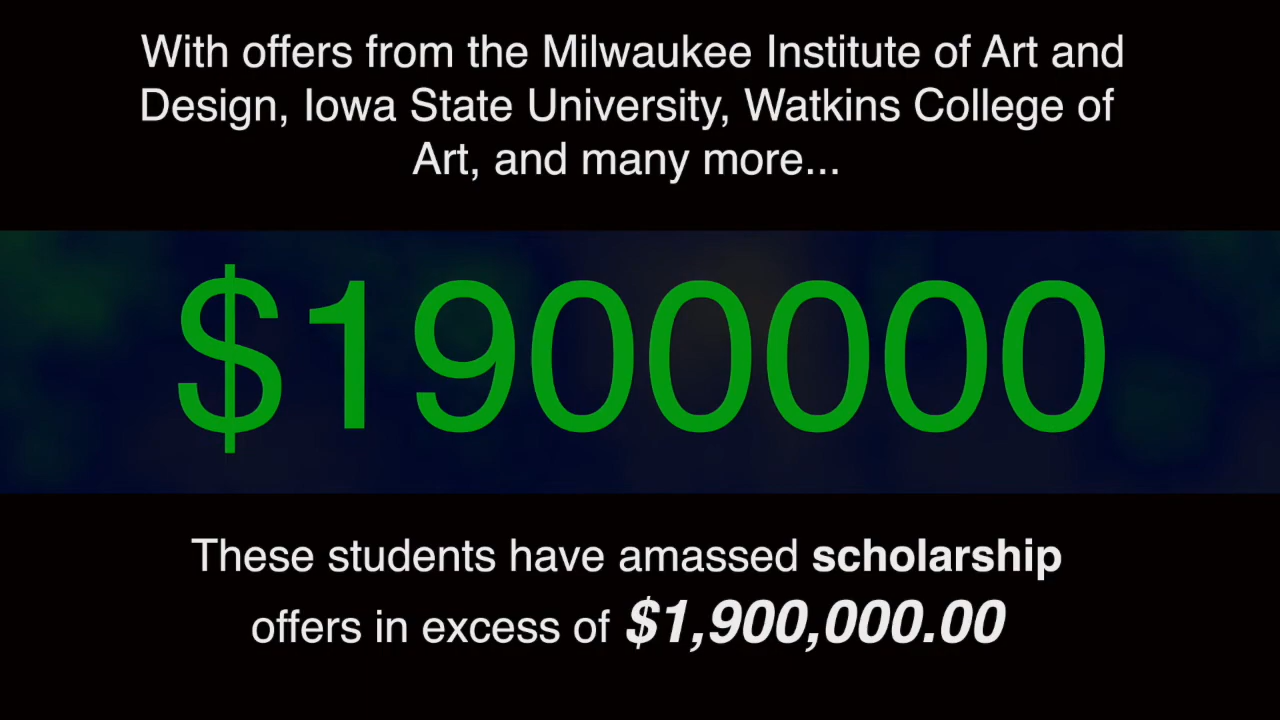 With offers from the Milwaukee Institute of Art and
Design, Iowa State University, Watkins College of
Art, and many more...
$1900000
These students have amassed scholarship
offers in excess of $1,900,000.00